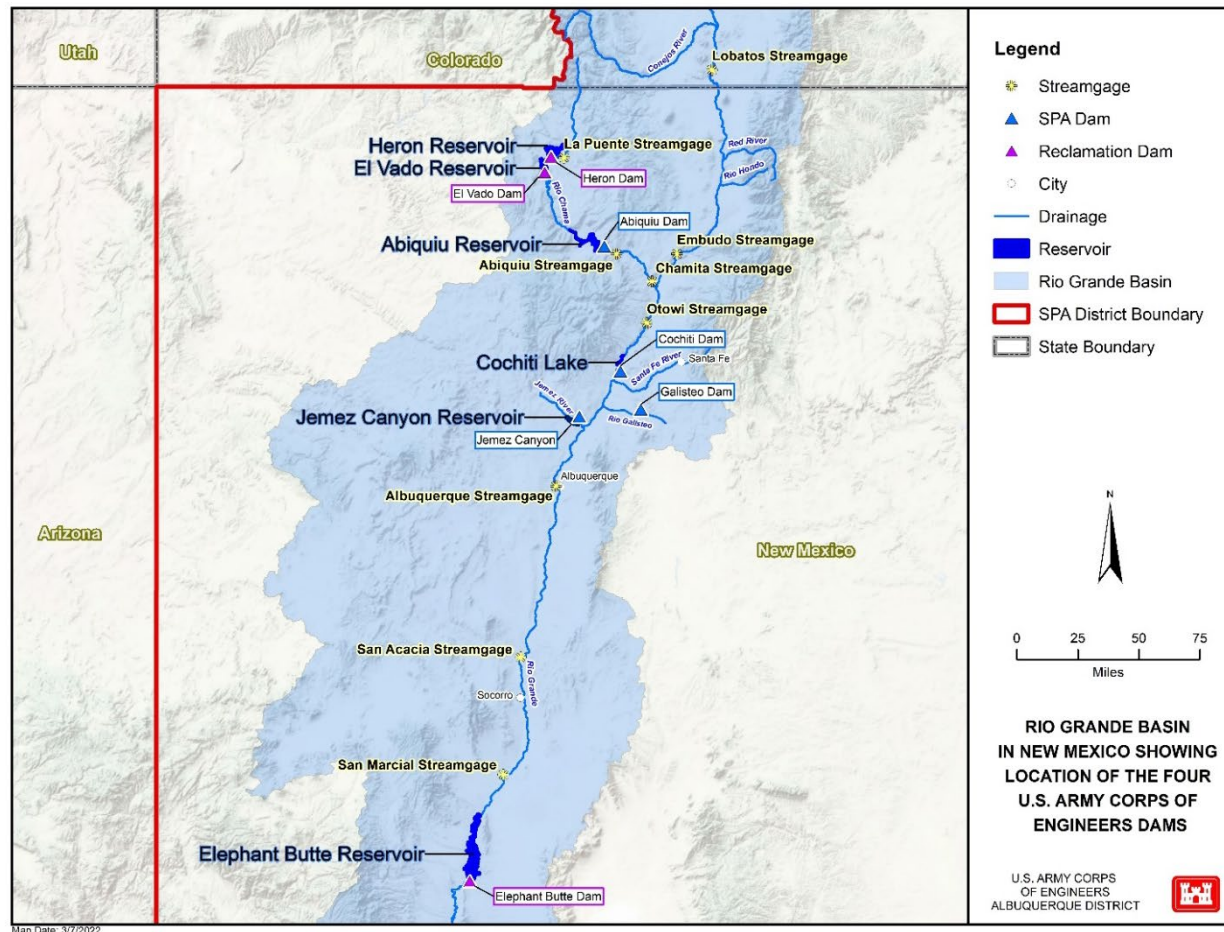 Utah
Colorado
Conejos River
Lobatos Streamgage
Heron Reservoir
La Puente Streamgage
Red River
El Vado Reservoir
Heron Dam
Rio Hondo
El Vado Dam
Rio Chama
Abiquiu Dam
Abiquiu Reservoir
Embudo Streamgage
Abiquiu Streamgage
Chamita Streamgage
Otowi Streamgage
Cochiti Dam
Cochiti Lake
Santa Fe River
Santa Fe
Galisteo Dam
Jemez River
Jemez Canyon Reservoir
Rio Galisteo
Jemez Canyon
Albuquerque
Albuquerque Streamgage
Arizona
New Mexico
San Acacia Streamgage
Rio Grande
Socorro
San Marcial Streamgage
Elephant Butte Reservoir
Elephant Butte Dam
Legend
Streamgage
SPA Dam
Reclamation Dam
City
Drainage
Reservoir
Rio Grande Basin
SPA District Boundary
State Boundary
N
0 25 50 75
Miles
RIO GRANDE BASIN
IN NEW MEXICO SHOWING
LOCATION OF THE FOUR
U.S. ARMY CORPS OF
ENGINEERS DAMS
U.S. ARMY CORPS
OF ENGINEERS
ALBUQUERQUE DISTRICT
Map Date: 3/7/2022